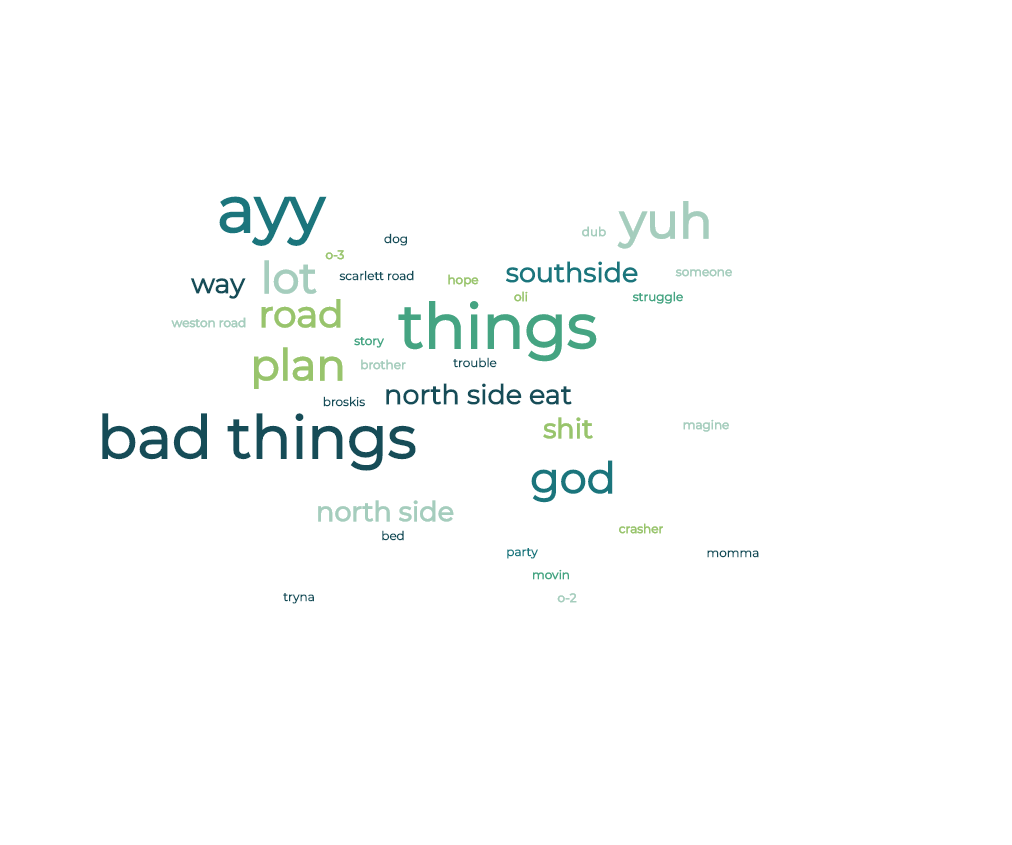 ayy
yuh
dub
dog
o-3
lot
scarlett road
hope
southside
someone
way
oli
struggle
road
weston road
things
story
plan
brother
trouble
broskis
north side eat
bad things
shit
magine
god
north side
crasher
bed
party
momma
movin
tryna
o-2